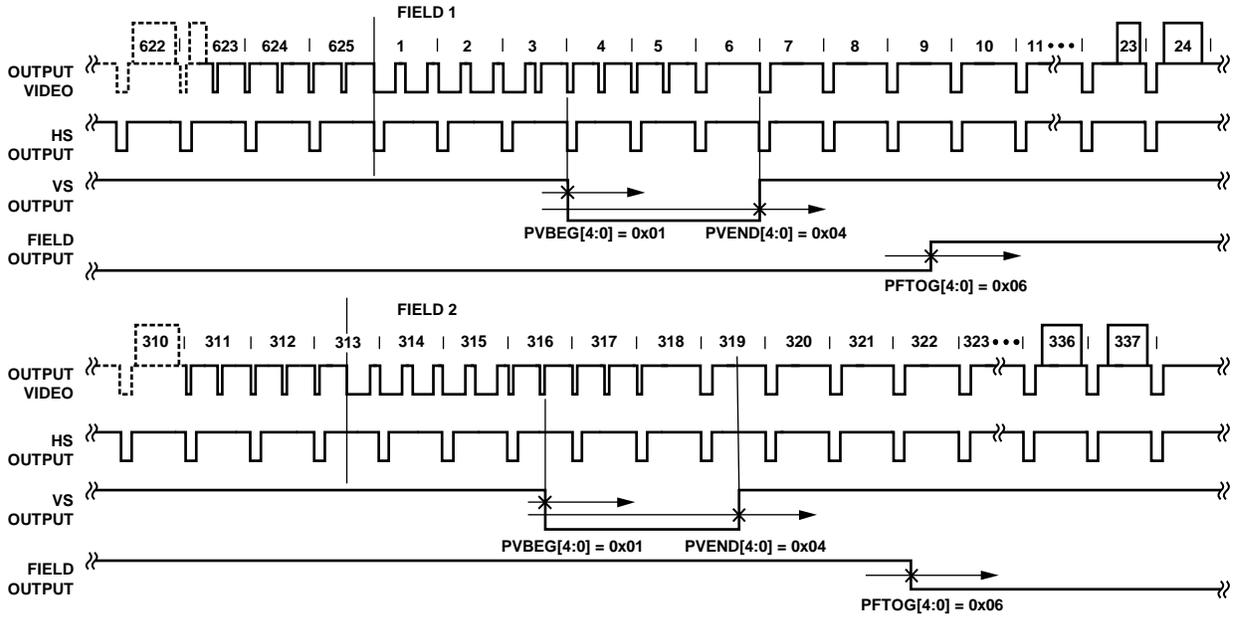 FIELD 1
622 623 624 625 1 2 3 4 5 6 7 8 9 10 11 ••• 23 24
OUTPUT
VIDEO
HS
OUTPUT
VS
OUTPUT
PVBEG[4:0] = 0x01 PVEND[4:0] = 0x04
FIELD
OUTPUT
PFTOG[4:0] = 0x06
FIELD 2
310 311 312 313 314 315 316 317 318 319 320 321 322 323 ••• 336 337
OUTPUT
VIDEO
HS
OUTPUT
VS
OUTPUT
PVBEG[4:0] = 0x01 PVEND[4:0] = 0x04
FIELD
OUTPUT
PFTOG[4:0] = 0x06